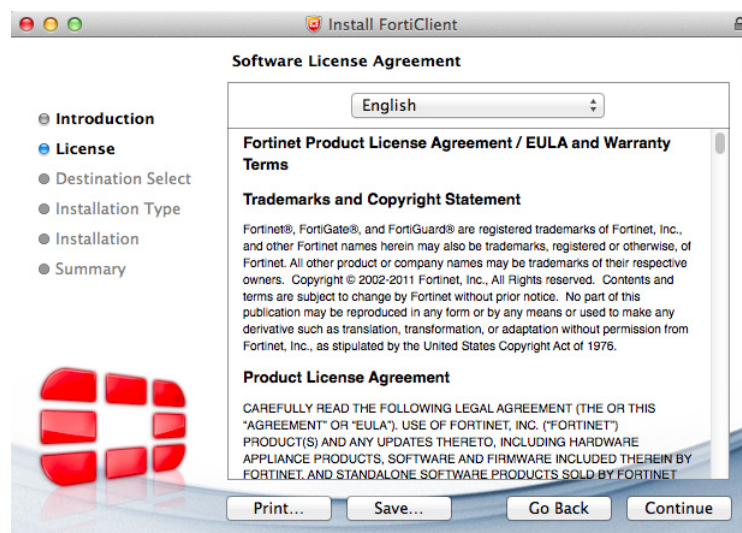 Install FortiClient
Software License Agreement
Introduction
License
Destination Select
Installation Type
Installation
Summary
English
Fortinet Product License Agreement / EULA and Warranty
Terms
Trademarks and Copyright Statement
Fortinet®, FortiGate®, and FortiGuard® are registered trademarks of Fortinet, Inc.,
and other Fortinet names herein may also be trademarks, registered or otherwise, of
Fortinet. All other product or company names may be trademarks of their respective
owners. Copyright © 2002-2011 Fortinet, Inc., All Rights reserved. Contents and
terms are subject to change by Fortinet without prior notice. No part of this
publication may be reproduced in any form or by any means or used to make any
derivative such as translation, transformation, or adaptation without permission from
Fortinet, Inc., as stipulated by the United States Copyright Act of 1976.
Product License Agreement
CAREFULLY READ THE FOLLOWING LEGAL AGREEMENT (THE OR THIS
“AGREEMENT” OR “EULA”). USE OF FORTINET, INC. (“FORTINET”)
PRODUCT(S) AND ANY UPDATES THERETO, INCLUDING HARDWARE
APPLIANCE PRODUCTS, SOFTWARE AND FIRMWARE INCLUDED THEREIN BY
FORTINET, AND STANDALONE SOFTWARE PRODUCTS SOLD BY FORTINET
Print...
Save...
Go Back
Continue